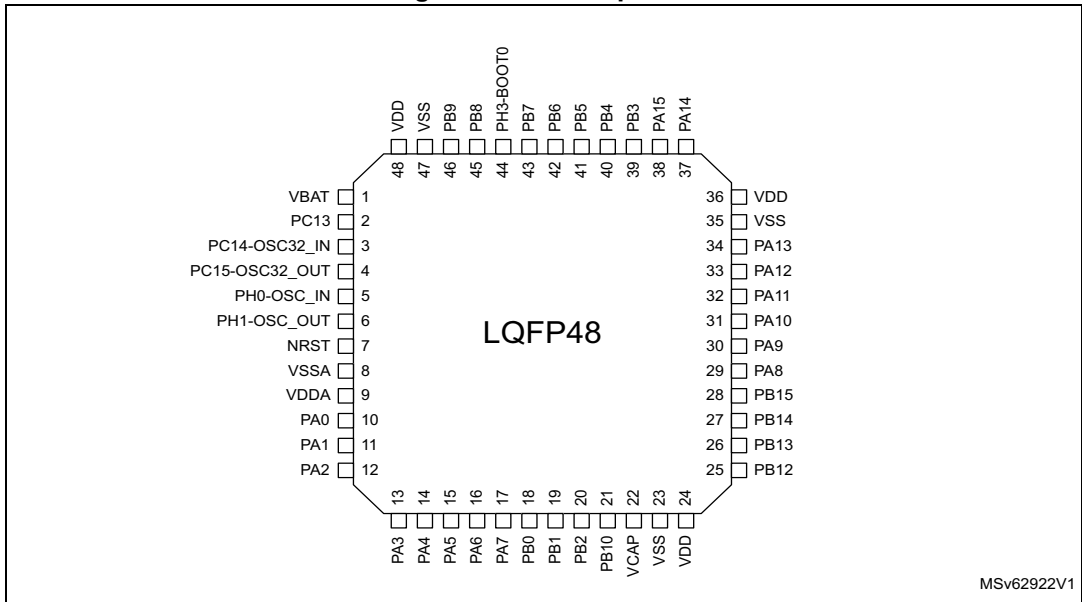 48 VDD
47 VSS
46 PB9
45 PB8
44 PH3-BOOT0
43 PB7
42 PB6
41 PB5
40 PB4
39 PB3
38 PA15
37 PA14
VBAT 1
PC13 2
PC14-OSC32_IN 3
PC15-OSC32_OUT 4
PH0-OSC_IN 5
PH1-OSC_OUT 6
NRST 7
VSSA 8
VDDA 9
PA0 10
PA1 11
PA2 12
LQFP48
36 VDD
35 VSS
34 PA13
33 PA12
32 PA11
31 PA10
30 PA9
29 PA8
28 PB15
27 PB14
26 PB13
25 PB12
PA3 13
PA4 14
PA5 15
PA6 16
PA7 17
PB0 18
PB1 19
PB2 20
PB10 21
VCAP 22
VSS 23
VDD 24
MSv62922V1